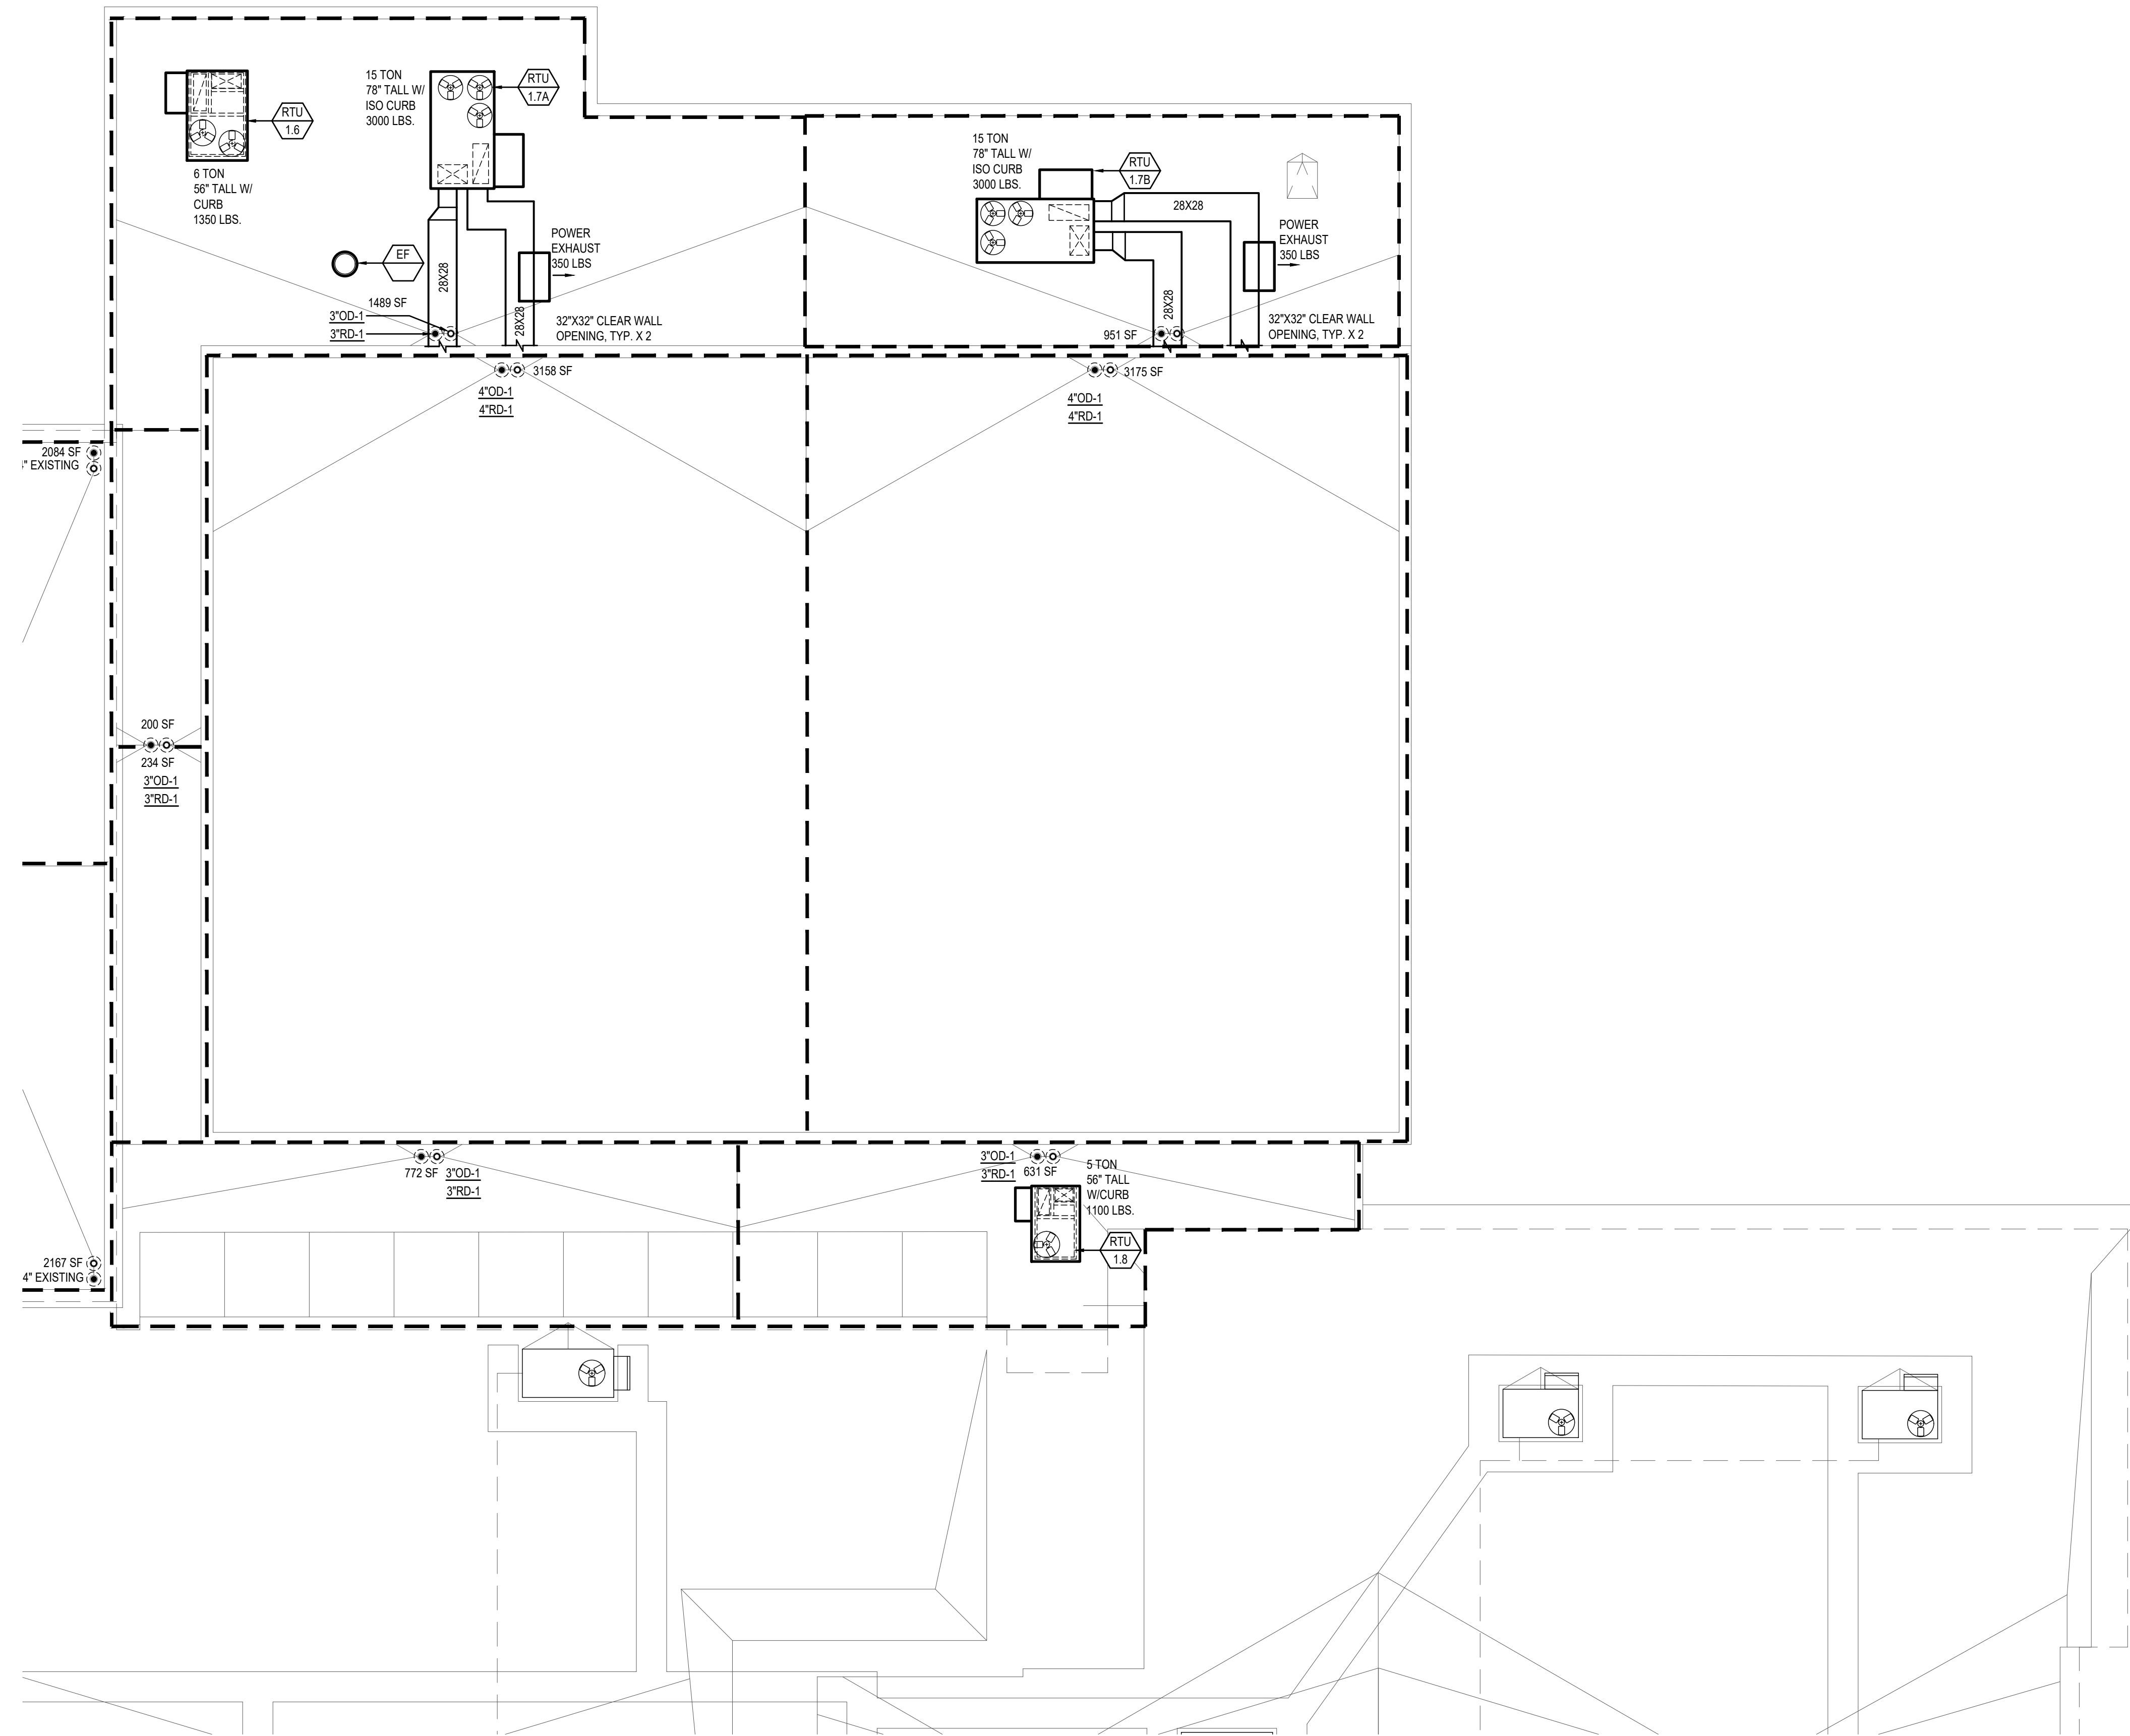 15 TON
78" TALL W/
ISO CURB
3000 LBS.
RTU
1.7A
RTU
1.6
6 TON
56" TALL W/
CURB
1350 LBS.
15 TON
78" TALL W/
ISO CURB
3000 LBS.
RTU
1.7B
28X28
POWER
EXHAUST
350 LBS
EF
28X28
POWER
EXHAUST
350 LBS
28X28
1489 SF
3"OD-1
3"RD-1
28X28
32"X32" CLEAR WALL
OPENING, TYP. X 2
951 SF
28X28
32"X32" CLEAR WALL
OPENING, TYP. X 2
3158 SF
4"OD-1
4"RD-1
3175 SF
4"OD-1
4"RD-1
2084 SF
" EXISTING
200 SF
234 SF
3"OD-1
3"RD-1
772 SF
3"OD-1
3"RD-1
3"OD-1
3"RD-1
631 SF
5 TON
56" TALL
W/CURB
1100 LBS.
RTU
1.8
2167 SF
4" EXISTING